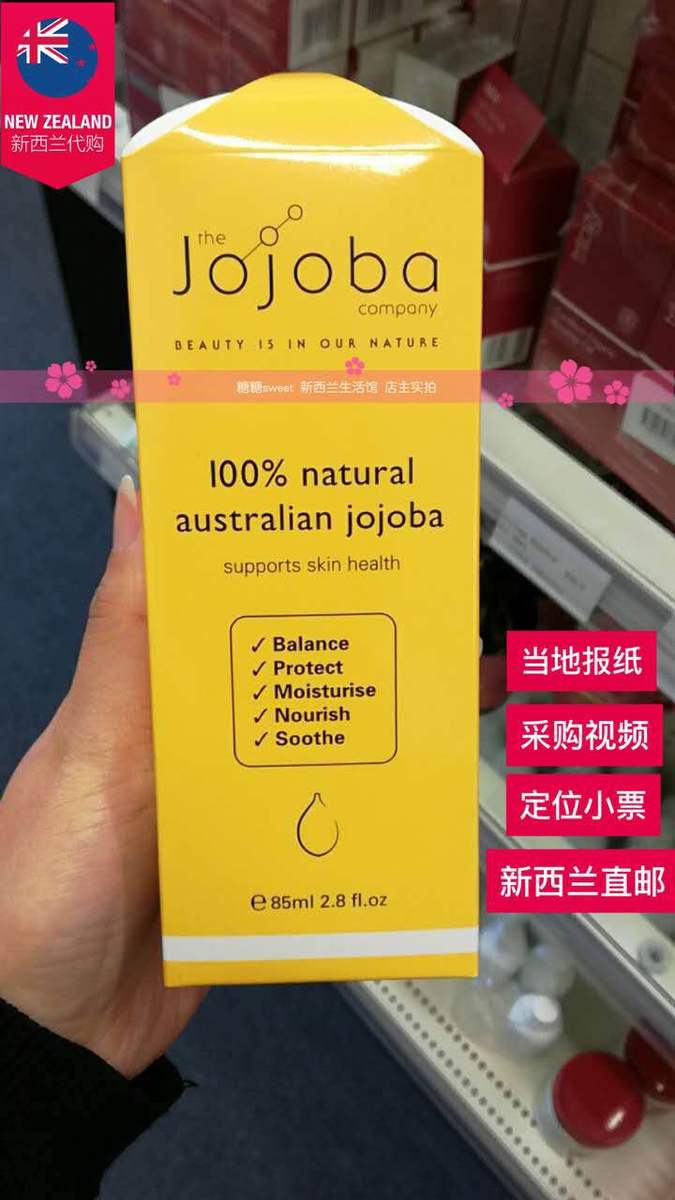 NEW ZEALAND
新西兰代购
the
Jojoba
company
BEAUTY IS IN OUR NATURE
糖糖sweet 新西兰生活馆 店主实拍
100% natural
australian jojoba
supports skin health
✓ Balance
✓ Protect
✓ Moisturise
✓ Nourish
✓ Soothe
当地报纸
采购视频
定位小票
新西兰直邮
℮ 85ml 2.8 fl.oz